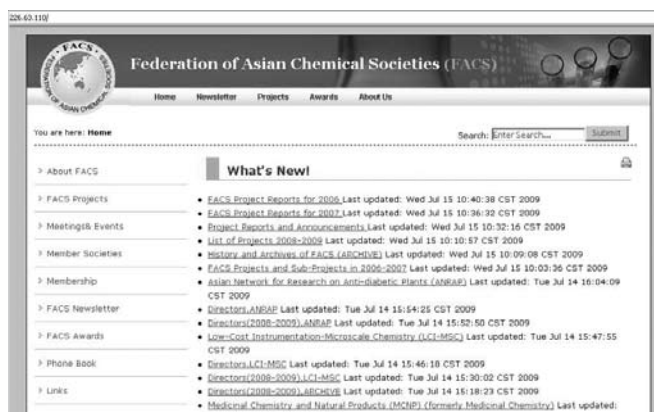 226.60.110/
FACS
FEDERATION OF ASIAN CHEMICAL SOCIETIES
Federation of Asian Chemical Societies (FACS)
Home Newsletter Projects Awards About Us
You are here: Home
Search: Enter Search... Submit
What's New!
> About FACS
> FACS Projects
> Meetings& Events
> Member Societies
> Membership
> FACS Newsletter
> FACS Awards
> Phone Book
> Links
• FACS Project Reports for 2006 Last updated: Wed Jul 15 10:40:38 CST 2009
• FACS Project Reports for 2007 Last updated: Wed Jul 15 10:36:32 CST 2009
• Project Reports and Announcements Last updated: Wed Jul 15 10:32:16 CST 2009
• List of Projects 2008-2009 Last updated: Wed Jul 15 10:10:57 CST 2009
• History and Archives of FACS (ARCHIVE) Last updated: Wed Jul 15 10:09:08 CST 2009
• FACS Projects and Sub-Projects in 2006-2007 Last updated: Wed Jul 15 10:03:36 CST 2009
• Asian Network for Research on Anti-diabetic Plants (ANRAP) Last updated: Tue Jul 14 16:04:09
CST 2009
• Directors,ANRAP Last updated: Tue Jul 14 15:54:25 CST 2009
• Directors(2008-2009),ANRAP Last updated: Tue Jul 14 15:52:50 CST 2009
• Low-Cost Instrumentation-Microscale Chemistry (LCI-MSC) Last updated: Tue Jul 14 15:47:55
CST 2009
• Directors,LCI-MSC Last updated: Tue Jul 14 15:46:18 CST 2009
• Directors(2008-2009),LCI-MSC Last updated: Tue Jul 14 15:30:02 CST 2009
• Directors(2008-2009),ARCHIVE Last updated: Tue Jul 14 15:18:23 CST 2009
• Medicinal Chemistry and Natural Products (MCNP) (formerly Medicinal Chemistry) Last updated: